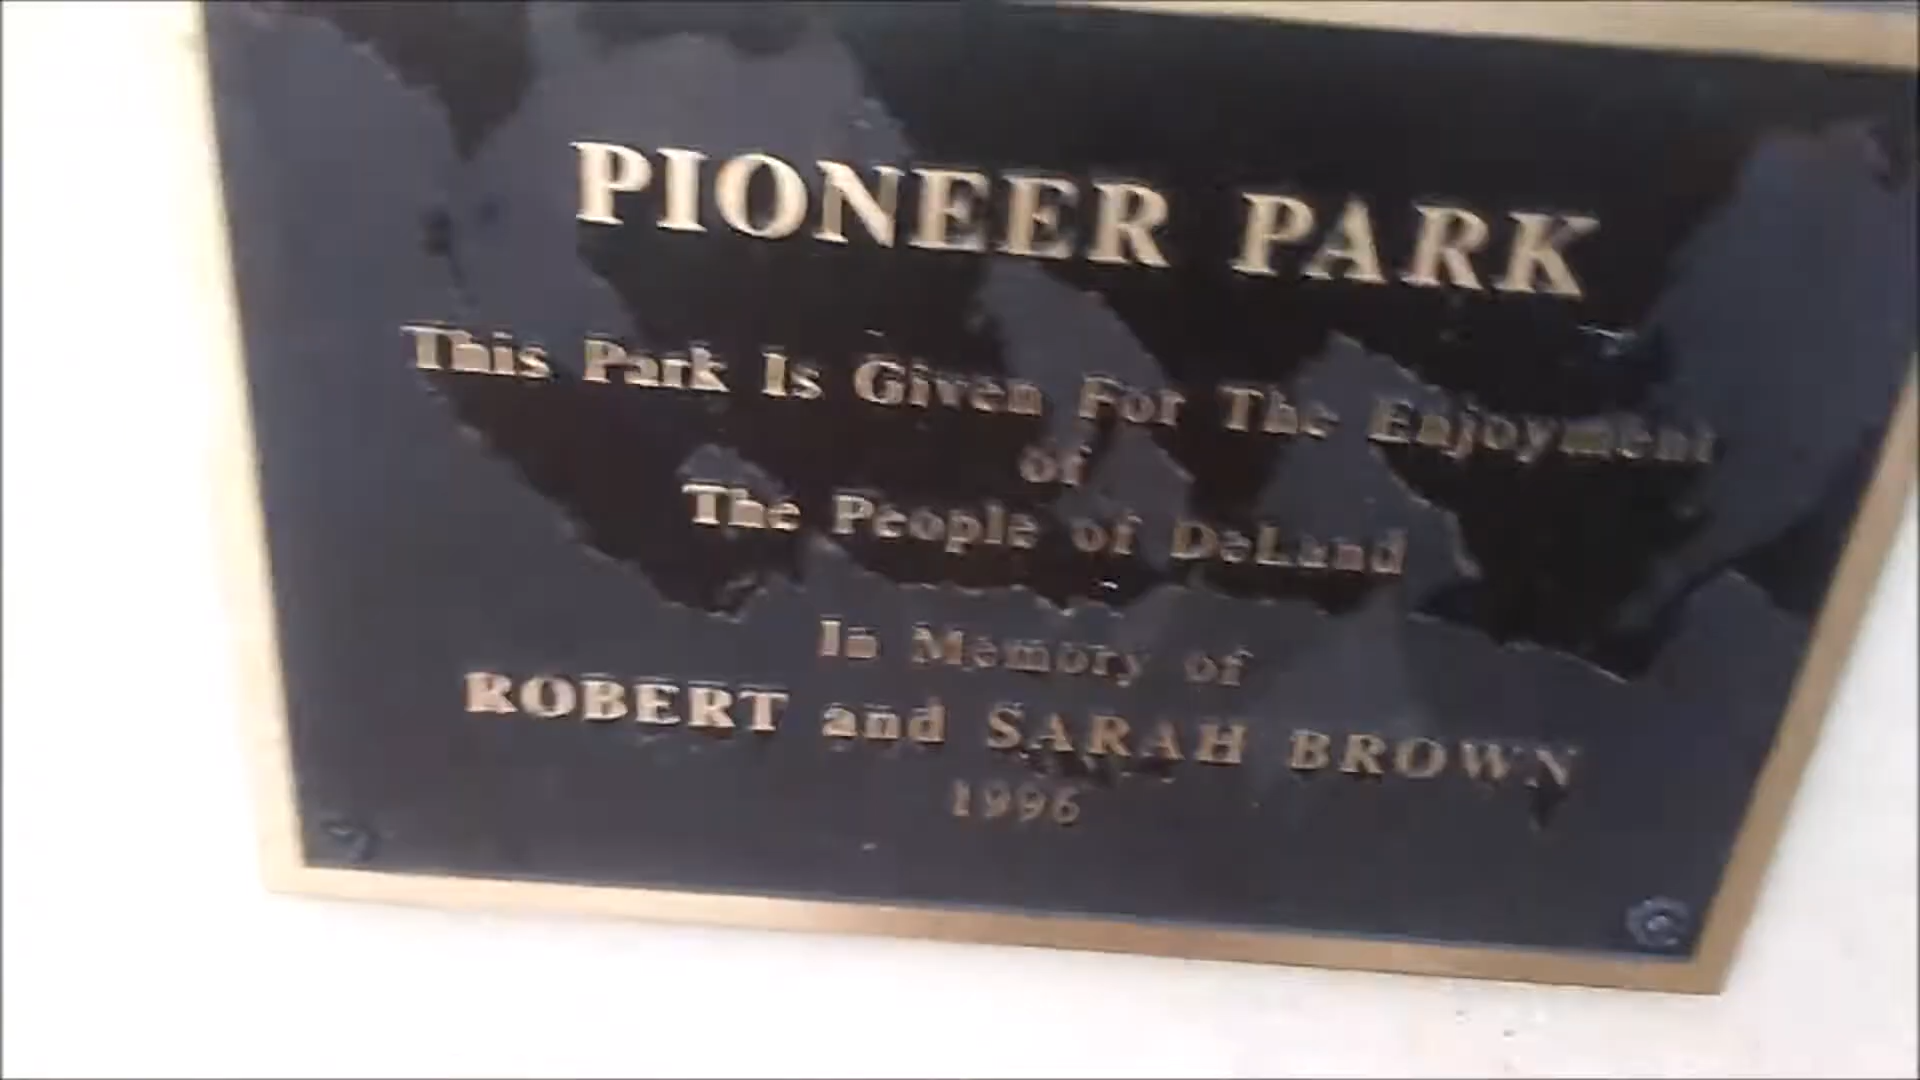 PIONEER PARK
This Park Is Given For The Enjoyment
of
The People of DeLand
In Memory of
ROBERT and SARAH BROWN
1996